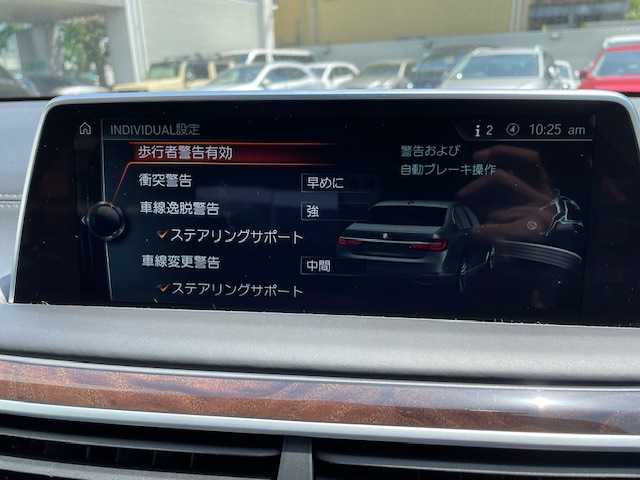 INDIVIDUAL設定
2 10:25 am
歩行者警告有効
警告および
自動ブレーキ操作
衝突警告 早めに
車線逸脱警告 強
ステアリングサポート
車線変更警告 中間
ステアリングサポート